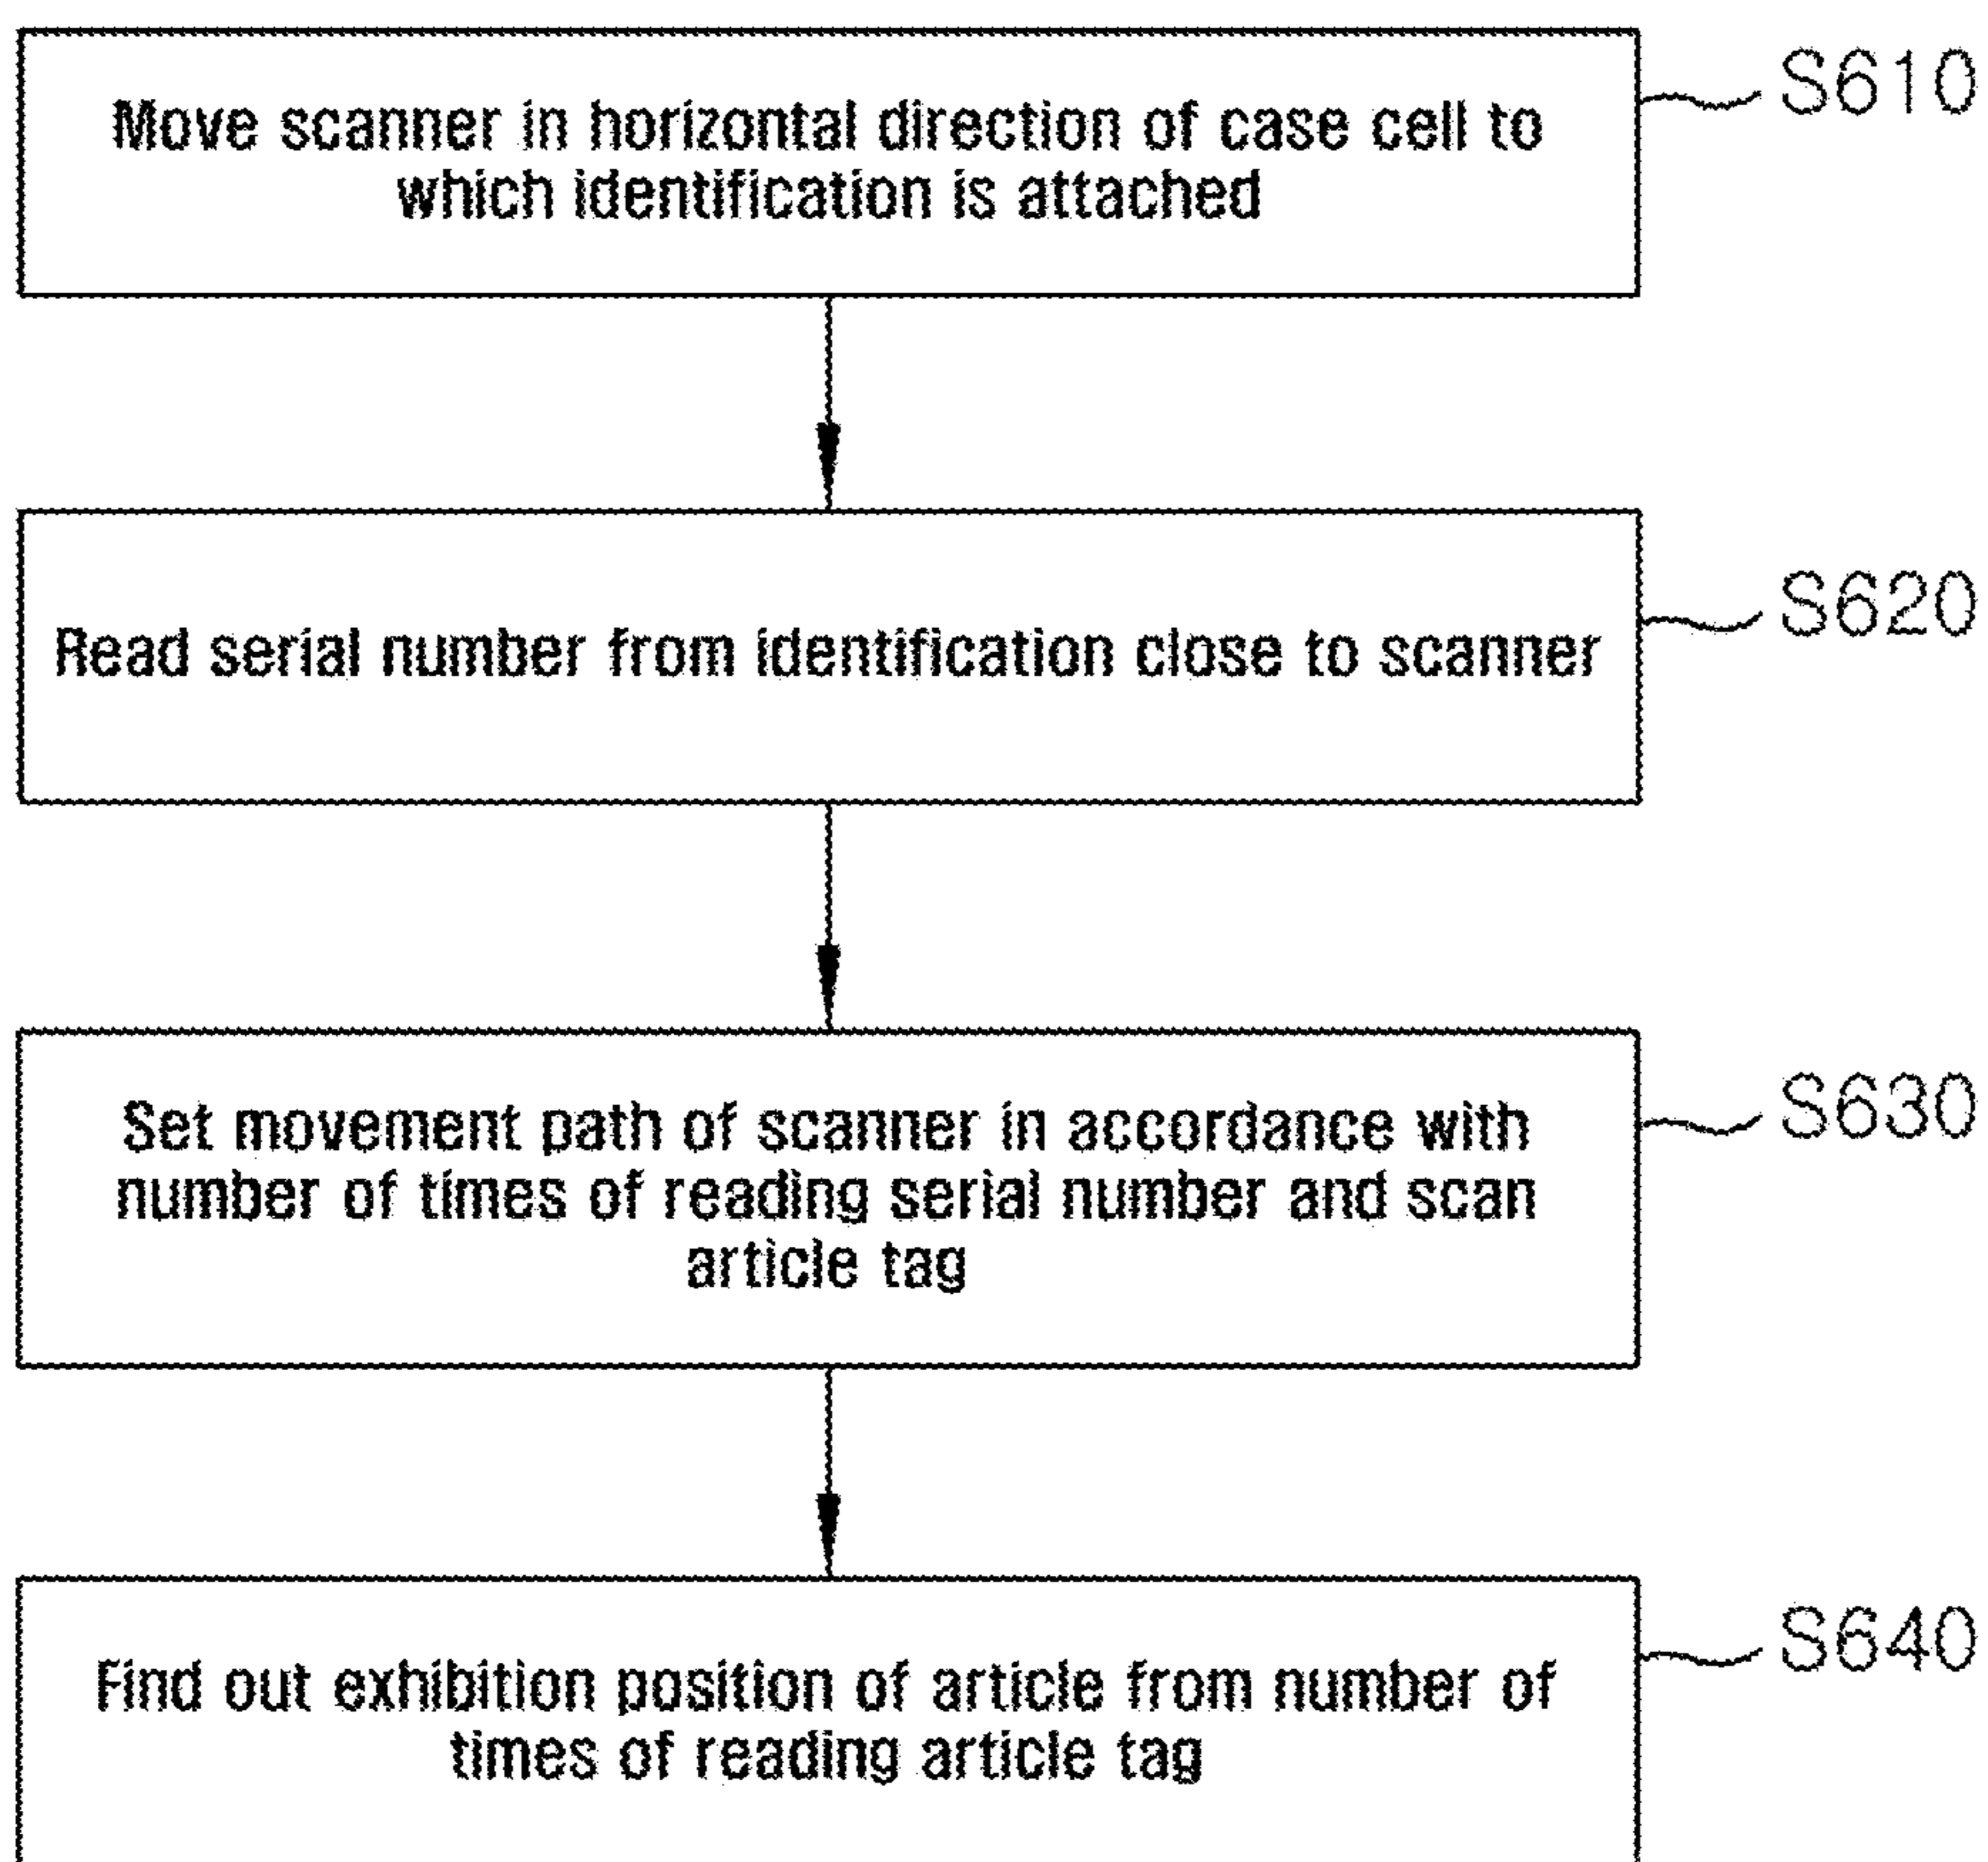 Move scanner in horizontal direction of case cell to
which identification is attached
S610
Read serial number from identification close to scanner
S620
Set movement path of scanner in accordance with
number of times of reading serial number and scan
article tag
S630
Find out exhibition position of article from number of
times of reading article tag
S640